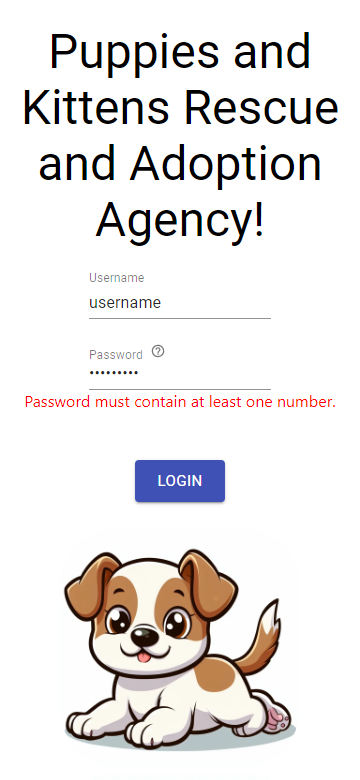 Puppies and
Kittens Rescue
and Adoption
Agency!
Username
username
Password ?
•••••••••
Password must contain at least one number.
LOGIN